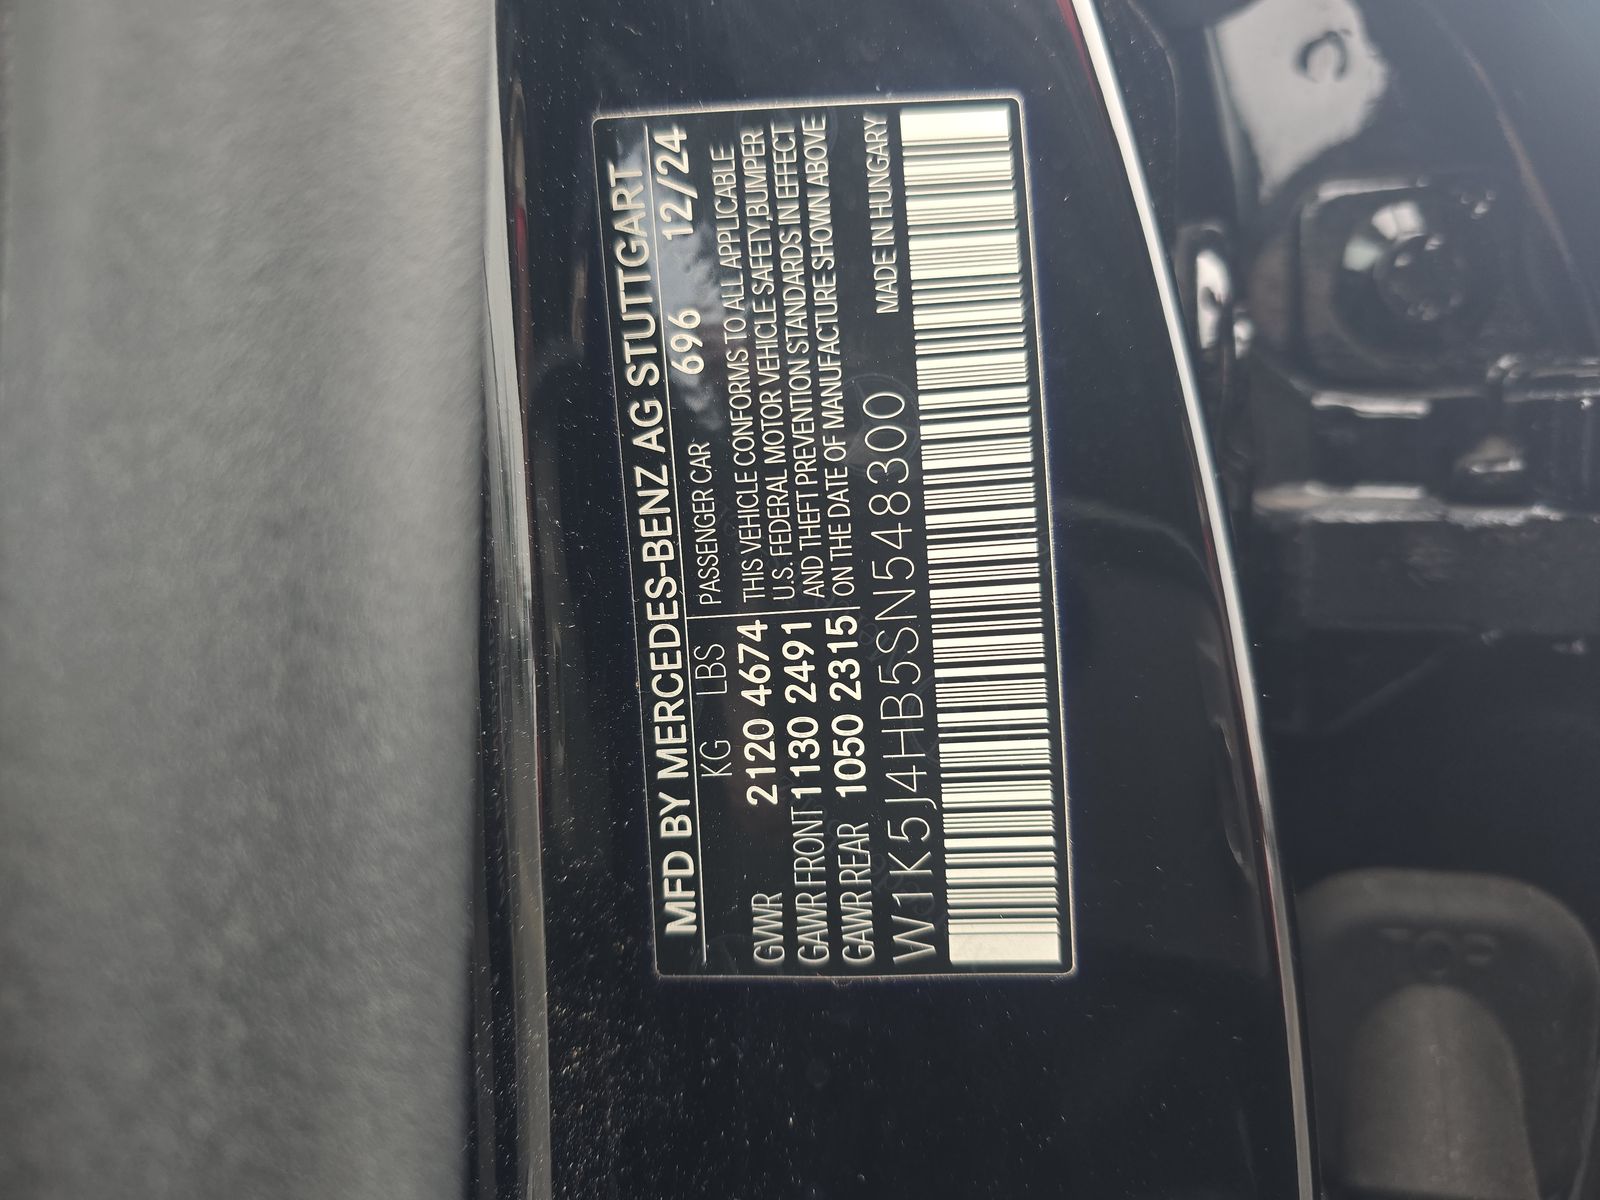 MFD BY MERCEDES-BENZ AG STUTTGART
KG LBS PASSENGER CAR 696 12/24
GVWR 2120 4674 THIS VEHICLE CONFORMS TO ALL APPLICABLE
U.S. FEDERAL MOTOR VEHICLE SAFETY,BUMPER
GAWR FRONT 1130 2491 AND THEFT PREVENTION STANDARDS IN EFFECT
GAWR REAR 1050 2315 ON THE DATE OF MANUFACTURE SHOWN ABOVE
W1K5J4HB5SN548300 MADE IN HUNGARY
TOP